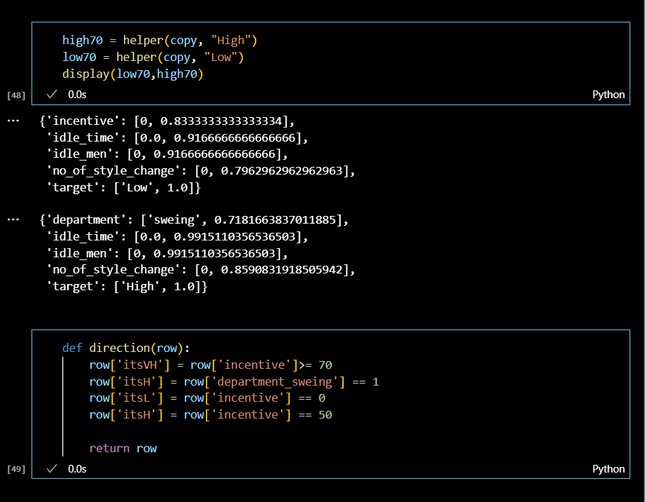 high70 = helper(copy, "High")
low70 = helper(copy, "Low")
display(low70,high70)
[48] ✓ 0.0s Python
... {'incentive': [0, 0.8333333333333334],
'idle_time': [0.0, 0.9166666666666666],
'idle_men': [0, 0.9166666666666666],
'no_of_style_change': [0, 0.7962962962962963],
'target': ['Low', 1.0]}
... {'department': ['sweing', 0.7181663837011885],
'idle_time': [0.0, 0.9915110356536503],
'idle_men': [0, 0.9915110356536503],
'no_of_style_change': [0, 0.8590831918505942],
'target': ['High', 1.0]}
def direction(row):
row['itsVH'] = row['incentive']>= 70
row['itsH'] = row['department_sweing'] == 1
row['itsL'] = row['incentive'] == 0
row['itsH'] = row['incentive'] == 50
return row
[49] ✓ 0.0s Python